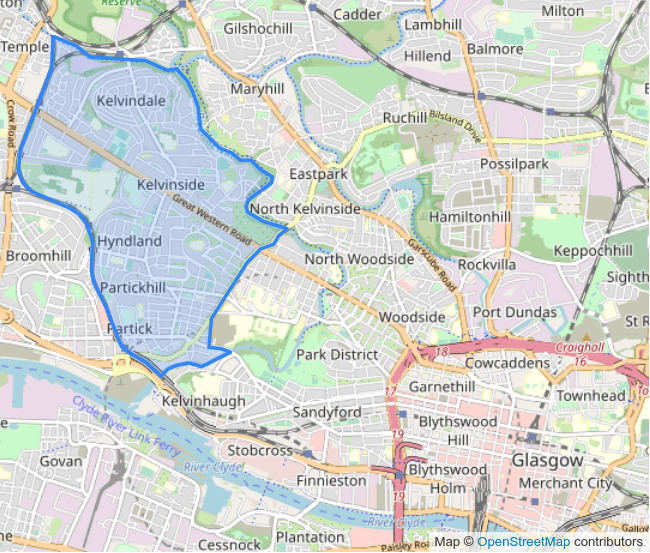 Reserve
Cadder
Milton
Lambhill
Gilshochill
Temple
Balmore
Hillend
Maryhill
Kelvindale
Crow Road
Ruchill
Bilsland Drive
Possilpark
Eastpark
Kelvinside
North Kelvinside
Great Western Road
Hamiltonhill
Hyndland
Garscube Road
Keppochhill
Broomhill
North Woodside
Rockvilla
Sighth
Partickhill
Port Dundas
Woodside
St R
Partick
Craighall
18
16
Park District
Cowcaddens
Garnethill
17
Townhead
Kelvinhaugh
Sandyford
Blythswood
Hill
Clyde River Link Ferry
19
Stobcross
Glasgow
Govan
River Clyde
Blythswood
Holm
Finnieston
Merchant City
19
River Clyde
Cessnock
Plantation
Paisley Roa
Map © OpenStreetMap contributors